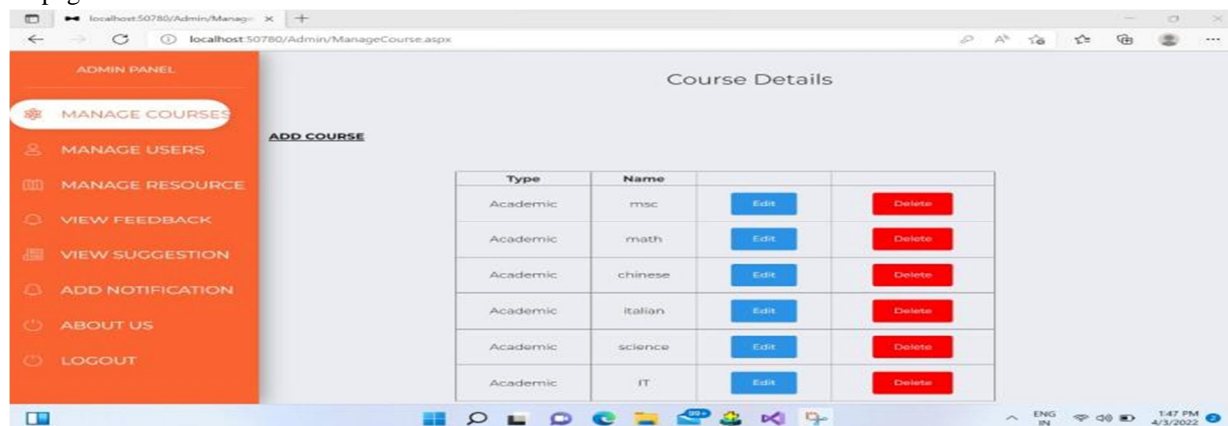 localhost:50780/Admin/Manag
localhost:50780/Admin/ManageCourse.aspx
ADMIN PANEL
MANAGE COURSES
MANAGE USERS
MANAGE RESOURCE
VIEW FEEDBACK
VIEW SUGGESTION
ADD NOTIFICATION
ABOUT US
LOGOUT
Course Details
ADD COURSE
Type Name
Academic msc Edit Delete
Academic math Edit Delete
Academic chinese Edit Delete
Academic italian Edit Delete
Academic science Edit Delete
Academic IT Edit Delete
99+
ENG
IN
1:47 PM
4/3/2022
2